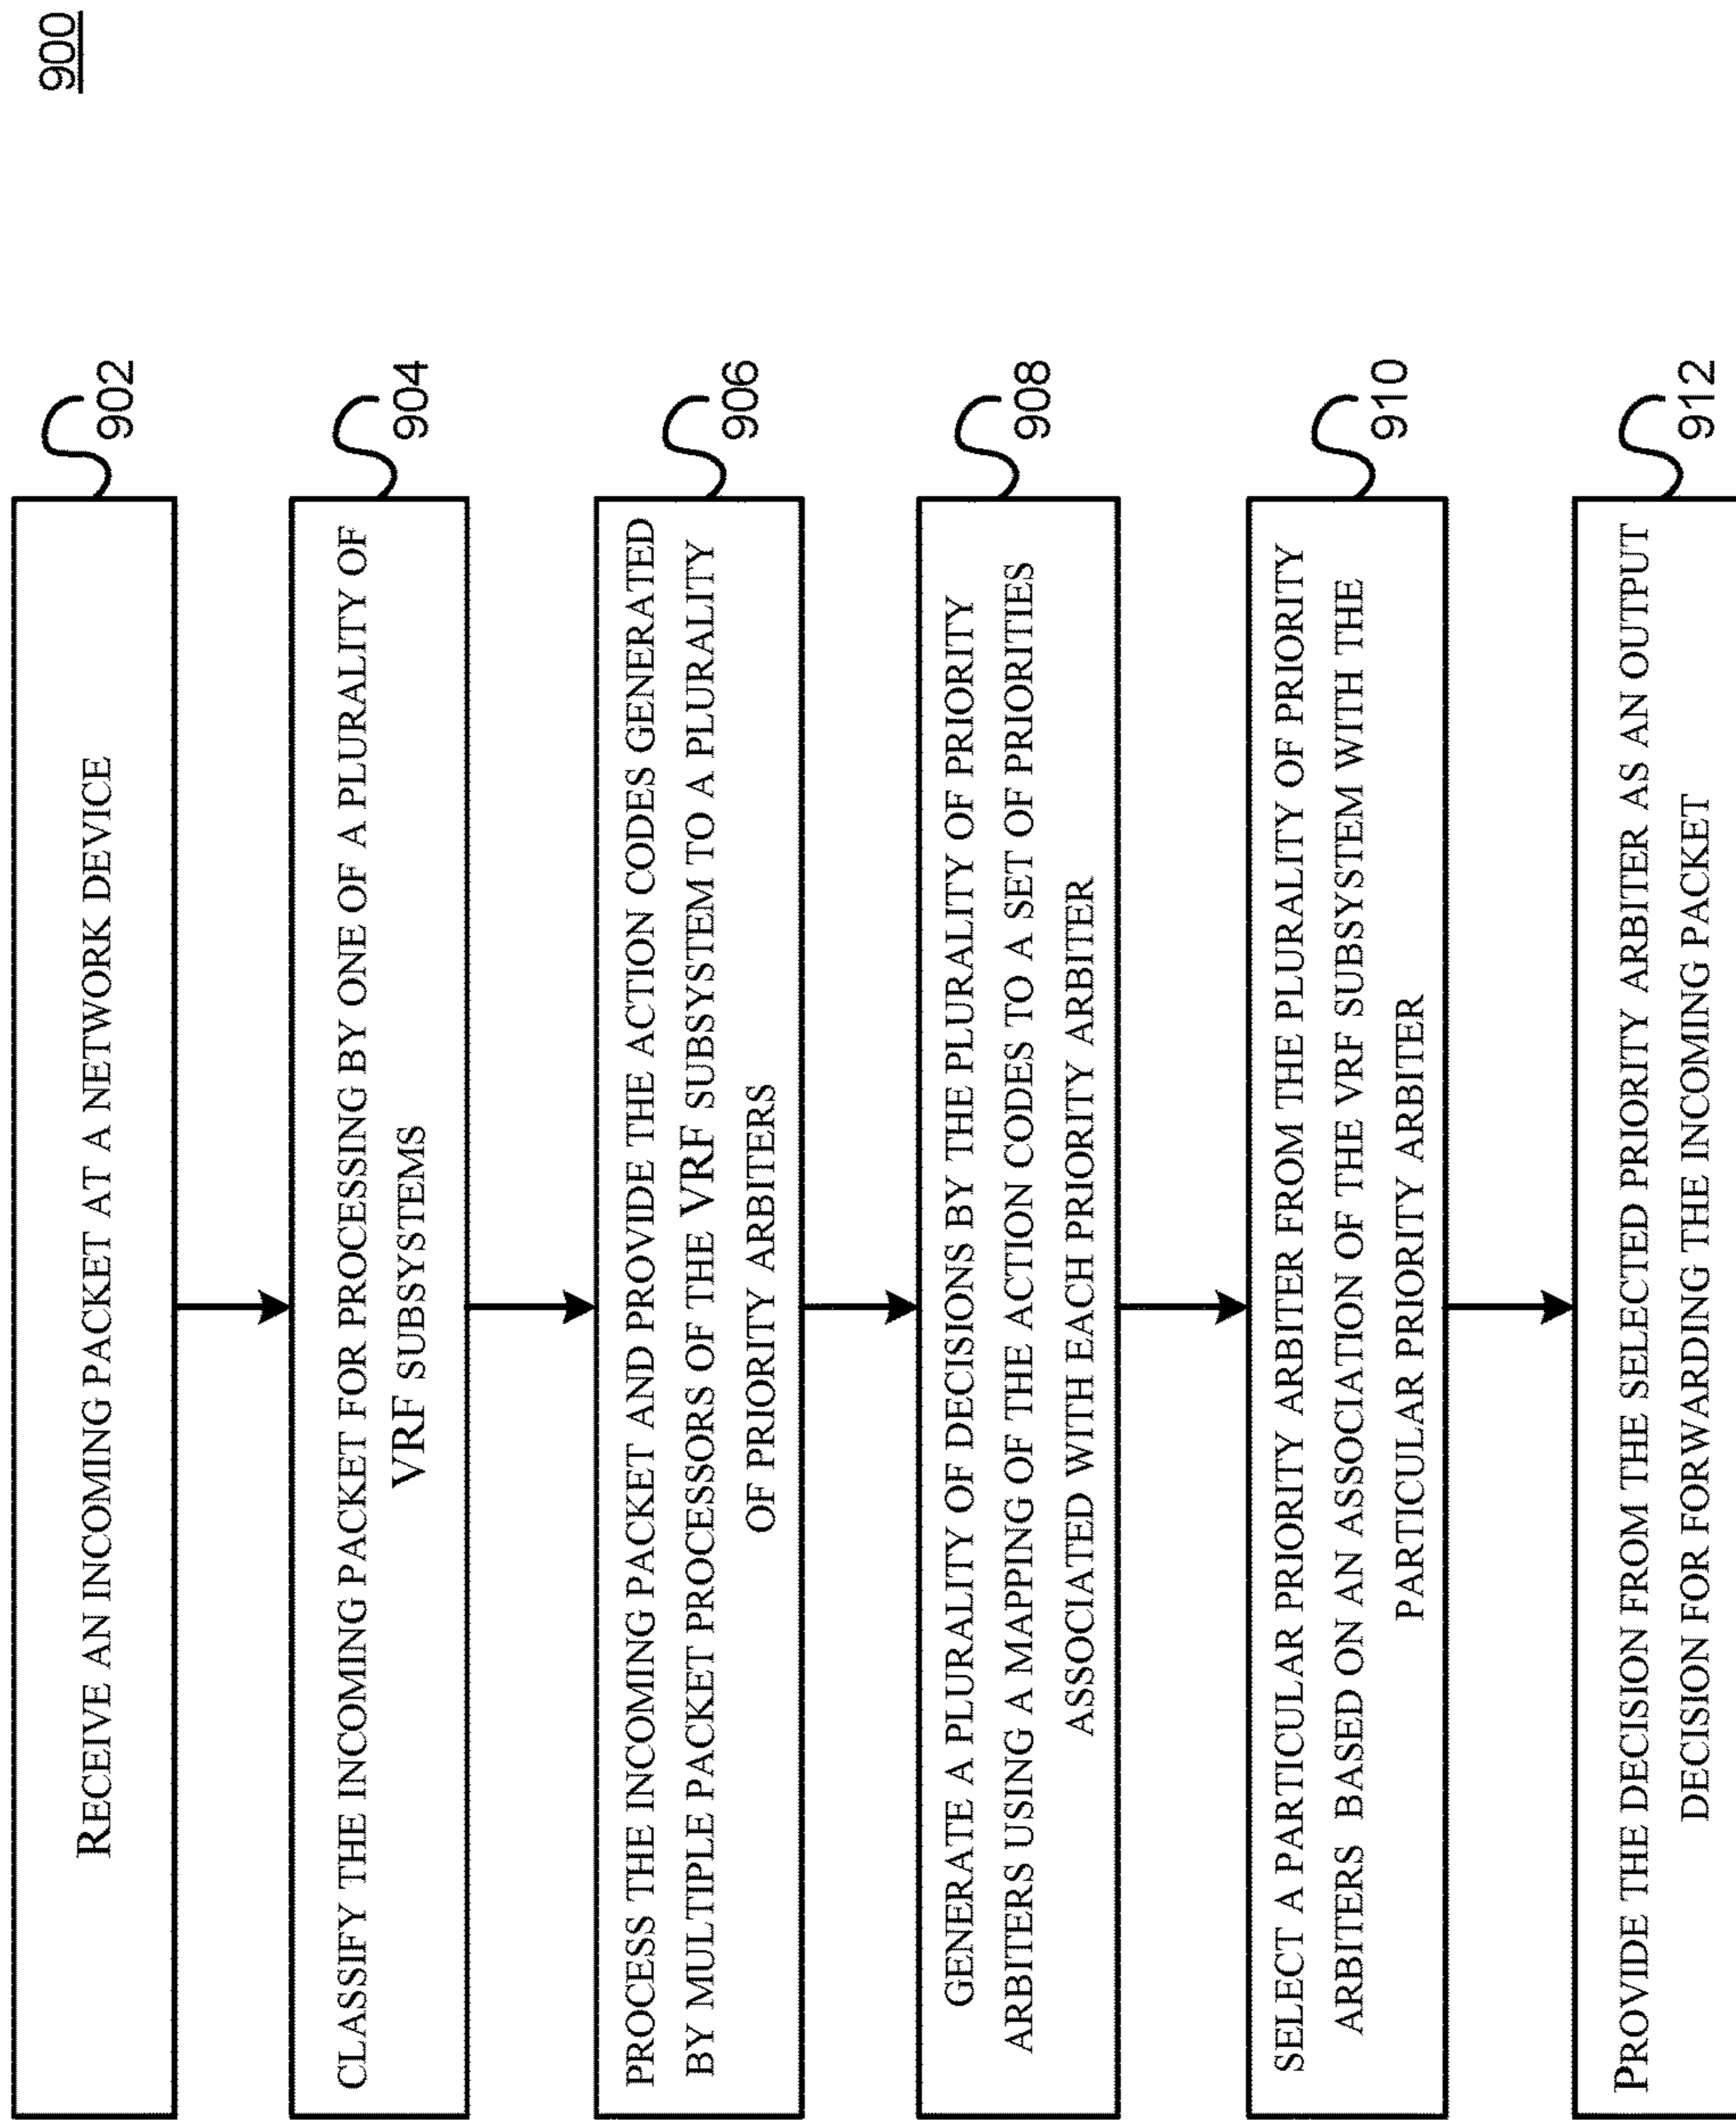 900
RECEIVE AN INCOMING PACKET AT A NETWORK DEVICE
902
CLASSIFY THE INCOMING PACKET FOR PROCESSING BY ONE OF A PLURALITY OF
VRF SUBSYSTEMS
904
PROCESS THE INCOMING PACKET AND PROVIDE THE ACTION CODES GENERATED
BY MULTIPLE PACKET PROCESSORS OF THE VRF SUBSYSTEM TO A PLURALITY
OF PRIORITY ARBITERS
906
GENERATE A PLURALITY OF DECISIONS BY THE PLURALITY OF PRIORITY
ARBITERS USING A MAPPING OF THE ACTION CODES TO A SET OF PRIORITIES
ASSOCIATED WITH EACH PRIORITY ARBITER
908
SELECT A PARTICULAR PRIORITY ARBITER FROM THE PLURALITY OF PRIORITY
ARBITERS BASED ON AN ASSOCIATION OF THE VRF SUBSYSTEM WITH THE
PARTICULAR PRIORITY ARBITER
910
PROVIDE THE DECISION FROM THE SELECTED PRIORITY ARBITER AS AN OUTPUT
DECISION FOR FORWARDING THE INCOMING PACKET
912